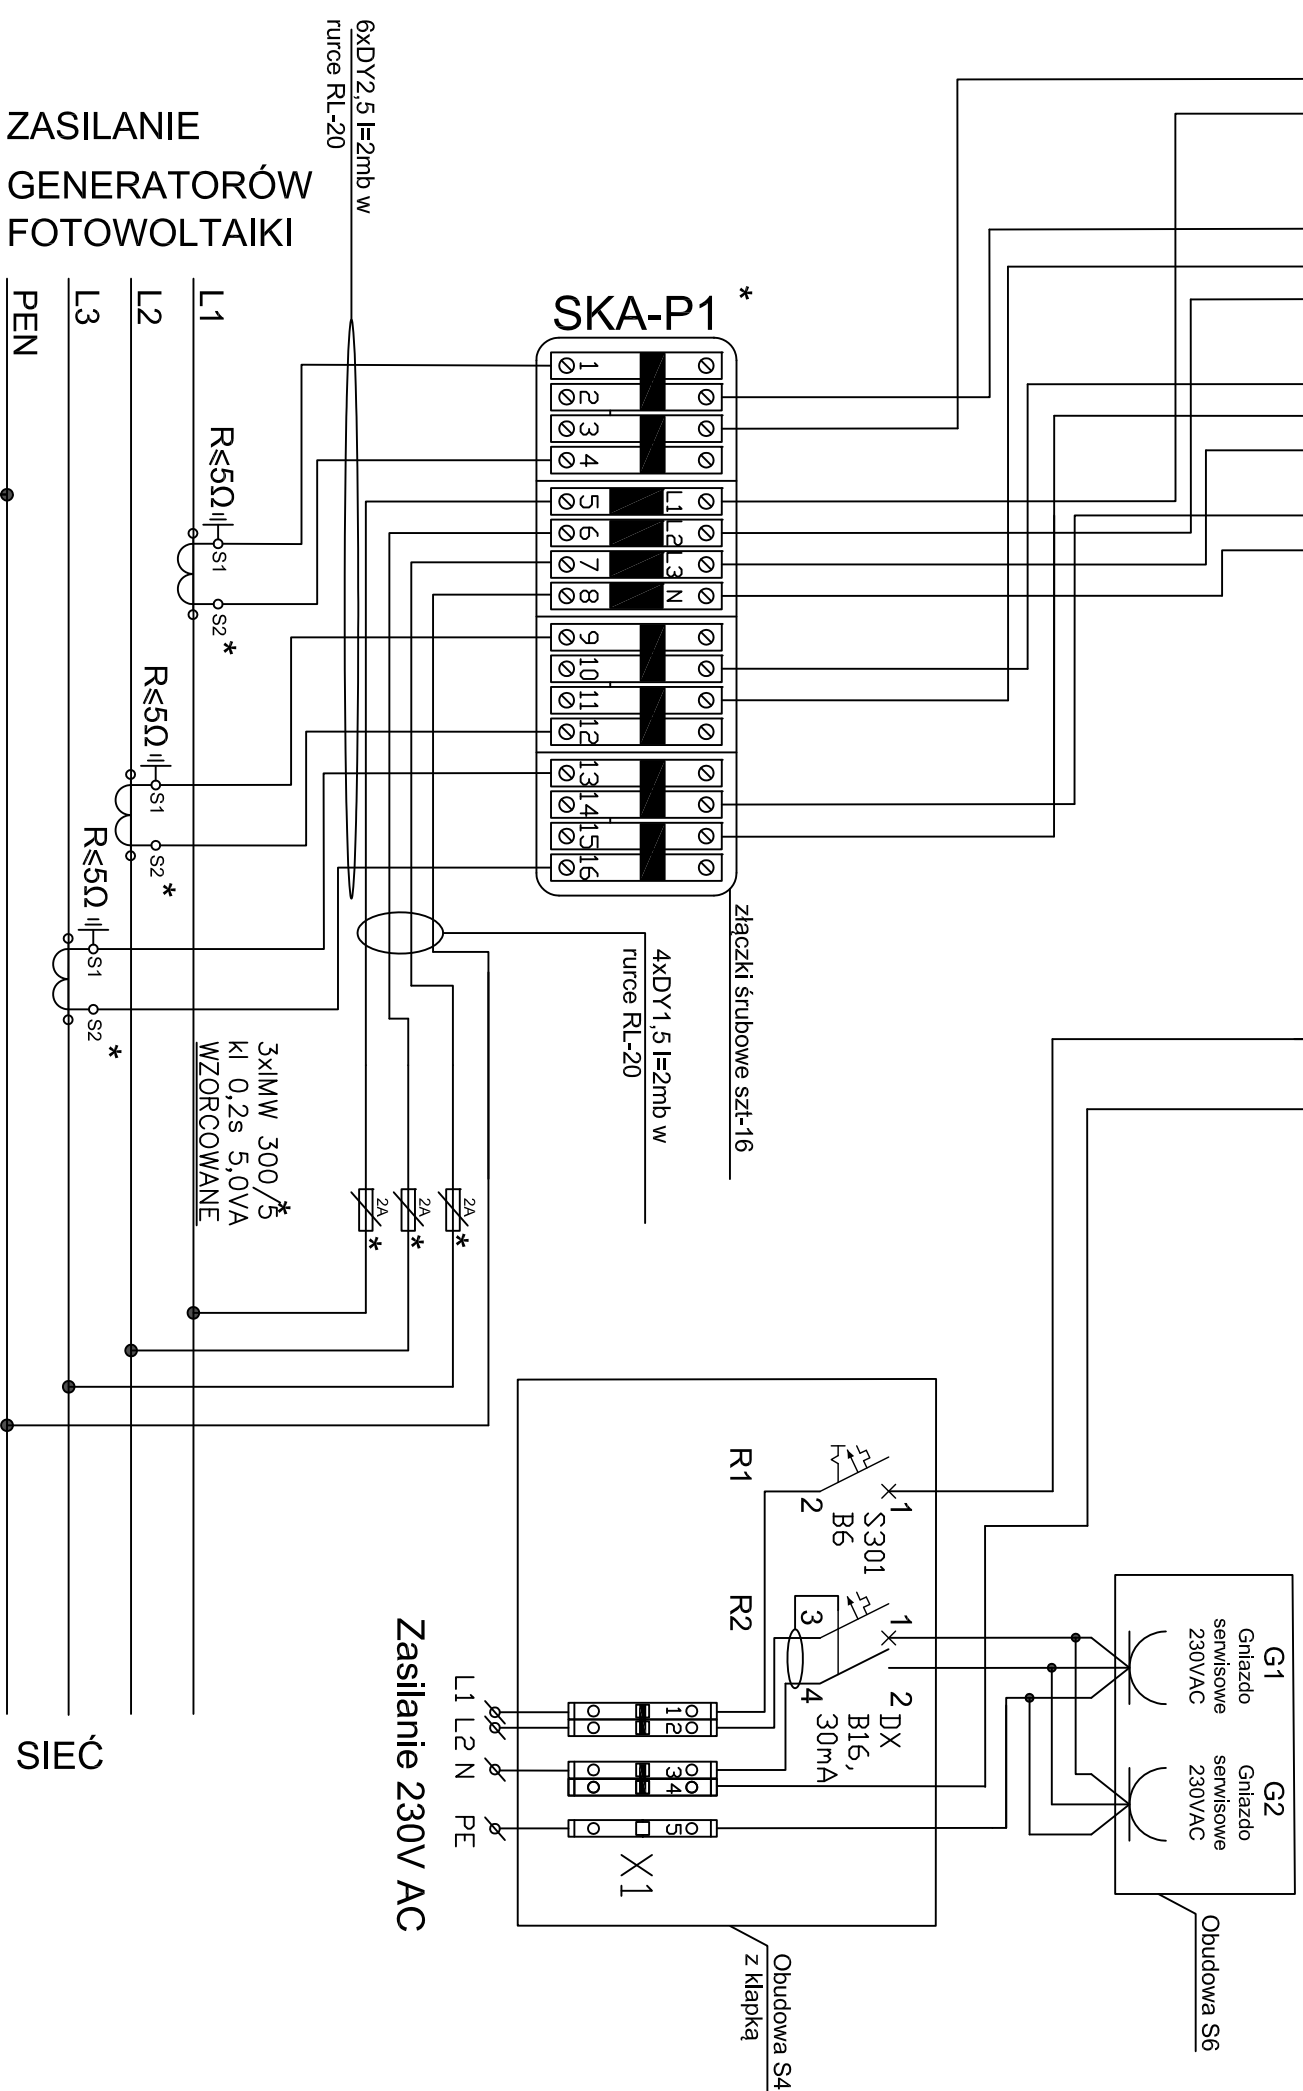 6xDY2,5 l=2mb w
rurce RL-20
ZASILANIE
GENERATORÓW
FOTOWOLTAIKI
PEN
L3
L2
L1
SKA-P1 *
1
2
3
4
5 L1
6 L2
7 L3
8 N
9
10
11
12
13
14
15
16
R≤5Ω
S1
S2 *
R≤5Ω
S1
S2 *
R≤5Ω
S1
S2 *
złączki śrubowe szt-16
4xDY1,5 l=2mb w
rurce RL-20
3xIMW 300/5 *
kl 0,2s 5,0VA
WZORCOWANE
2A *
2A *
2A *
R1
1
2
S301
B6
R2
1
3
2
4
DX
B16,
30mA
G1
Gniazdo
serwisowe
230VAC
G2
Gniazdo
serwisowe
230VAC
Obudowa S6
L1 L2 N PE
1
2
3
4
5
X1
Zasilanie 230V AC
Obudowa S4
z klapką
SIEĆ